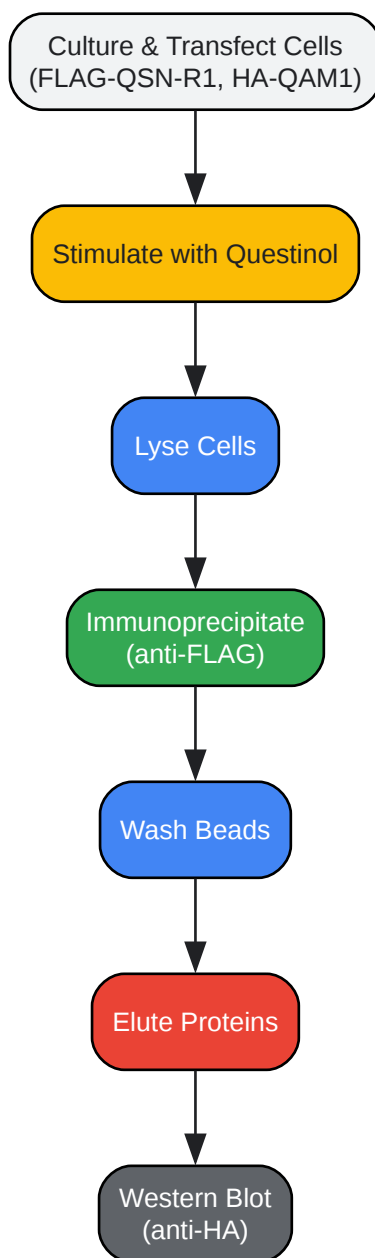 Culture & Transfect Cells
(FLAG-QSN-R1, HA-QAM1)
Stimulate with Questinol
Lyse Cells
Immunoprecipitate
(anti-FLAG)
Wash Beads
Elute Proteins
Western Blot
(anti-HA)